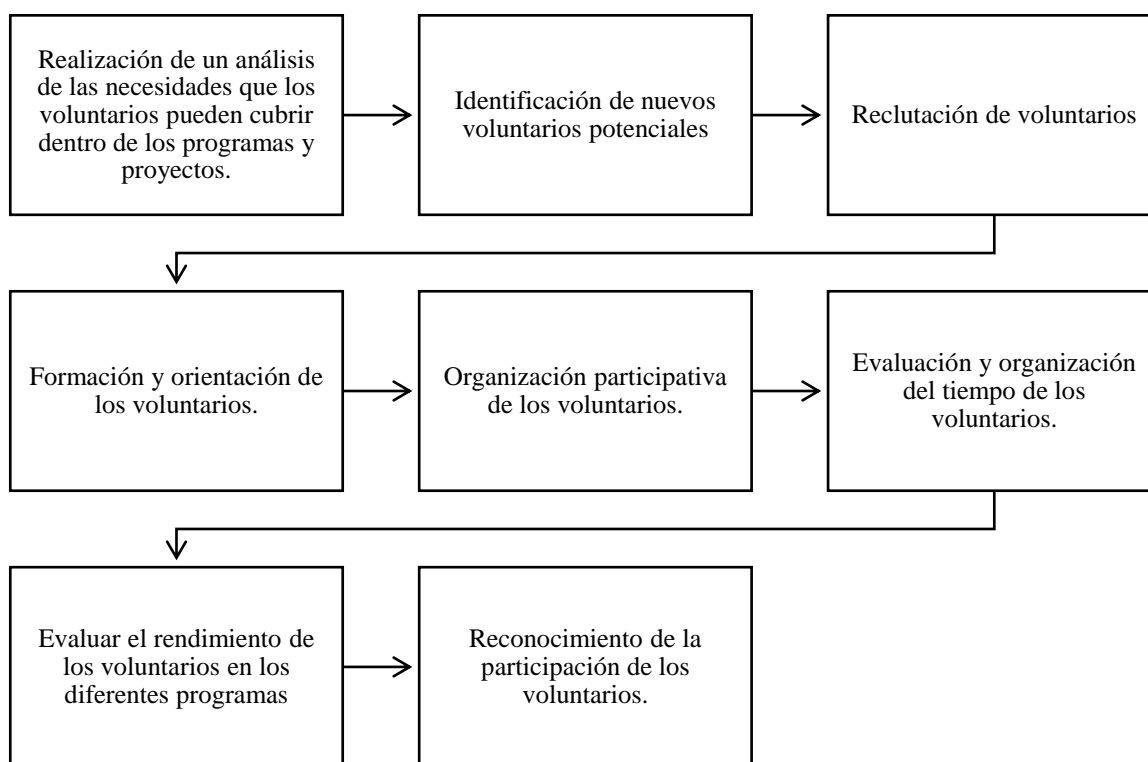 Realización de un análisis
de las necesidades que los
voluntarios pueden cubrir
dentro de los programas y
proyectos.
Identificación de nuevos
voluntarios potenciales
Reclutación de voluntarios
Formación y orientación de
los voluntarios.
Organización participativa
de los voluntarios.
Evaluación y organización
del tiempo de los
voluntarios.
Evaluar el rendimiento de
los voluntarios en los
diferentes programas
Reconocimiento de la
participación de los
voluntarios.